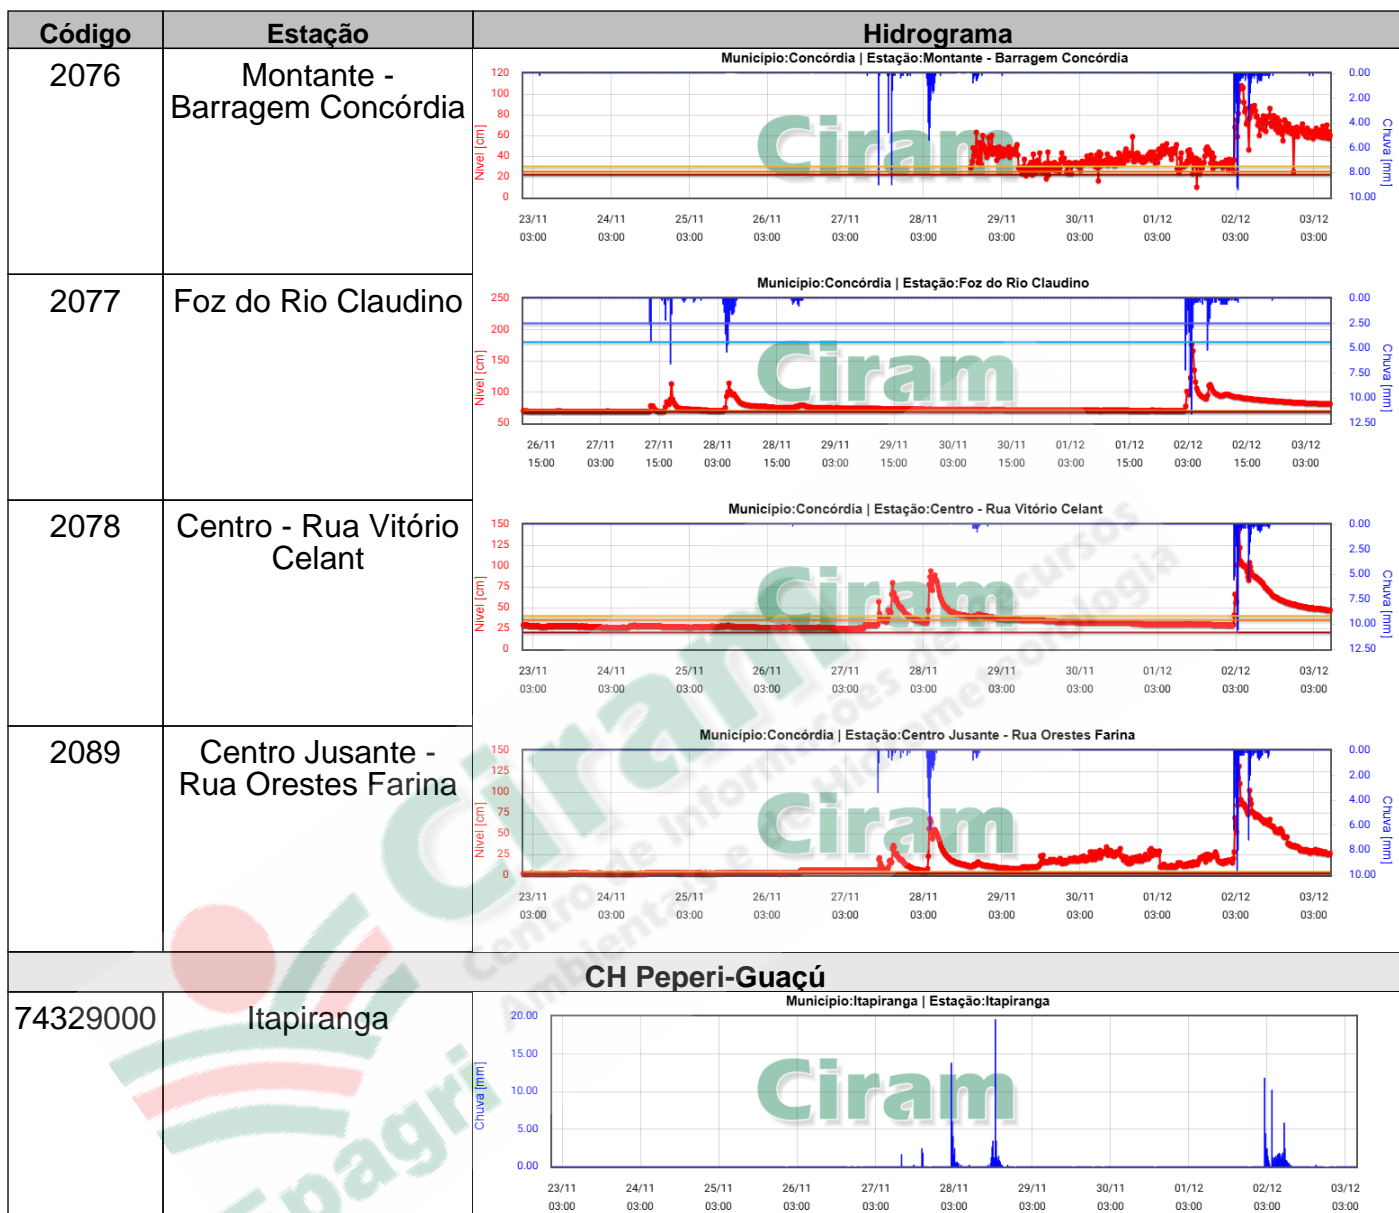 Código Estação Hidrograma
2076 Montante - Barragem Concórdia
Município:Concórdia | Estação:Montante - Barragem Concórdia
120 100 80 60 40 20 0
Nível [cm]
0.00 2.00 4.00 6.00 8.00 10.00
Chuva [mm]
23/11 24/11 25/11 26/11 27/11 28/11 29/11 30/11 01/12 02/12 03/12
03:00 03:00 03:00 03:00 03:00 03:00 03:00 03:00 03:00 03:00 03:00
Ciram
2077 Foz do Rio Claudino
Município:Concórdia | Estação:Foz do Rio Claudino
250 200 150 100 50
Nível [cm]
0.00 2.50 5.00 7.50 10.00 12.50
Chuva [mm]
26/11 27/11 27/11 28/11 28/11 29/11 29/11 30/11 30/11 01/12 01/12 02/12 02/12 03/12
15:00 03:00 15:00 03:00 15:00 03:00 15:00 03:00 15:00 03:00 15:00 03:00 15:00 03:00
Ciram
2078 Centro - Rua Vitório Celant
Município:Concórdia | Estação:Centro - Rua Vitório Celant
150 125 100 75 50 25 0
Nível [cm]
0.00 2.50 5.00 7.50 10.00 12.50
Chuva [mm]
23/11 24/11 25/11 26/11 27/11 28/11 29/11 30/11 01/12 02/12 03/12
03:00 03:00 03:00 03:00 03:00 03:00 03:00 03:00 03:00 03:00 03:00
Ciram
2089 Centro Jusante - Rua Orestes Farina
Município:Concórdia | Estação:Centro Jusante - Rua Orestes Farina
150 125 100 75 50 25 0
Nível [cm]
0.00 2.00 4.00 6.00 8.00 10.00
Chuva [mm]
23/11 24/11 25/11 26/11 27/11 28/11 29/11 30/11 01/12 02/12 03/12
03:00 03:00 03:00 03:00 03:00 03:00 03:00 03:00 03:00 03:00 03:00
Ciram
CH Peperi-Guaçú
74329000 Itapiranga
Município:Itapiranga | Estação:Itapiranga
20.00 15.00 10.00 5.00 0.00
Chuva [mm]
23/11 24/11 25/11 26/11 27/11 28/11 29/11 30/11 01/12 02/12 03/12
03:00 03:00 03:00 03:00 03:00 03:00 03:00 03:00 03:00 03:00 03:00
Ciram
Epagri
Ciram
Centro de Informações de Recursos
Ambientais e de Hidrometeorologia